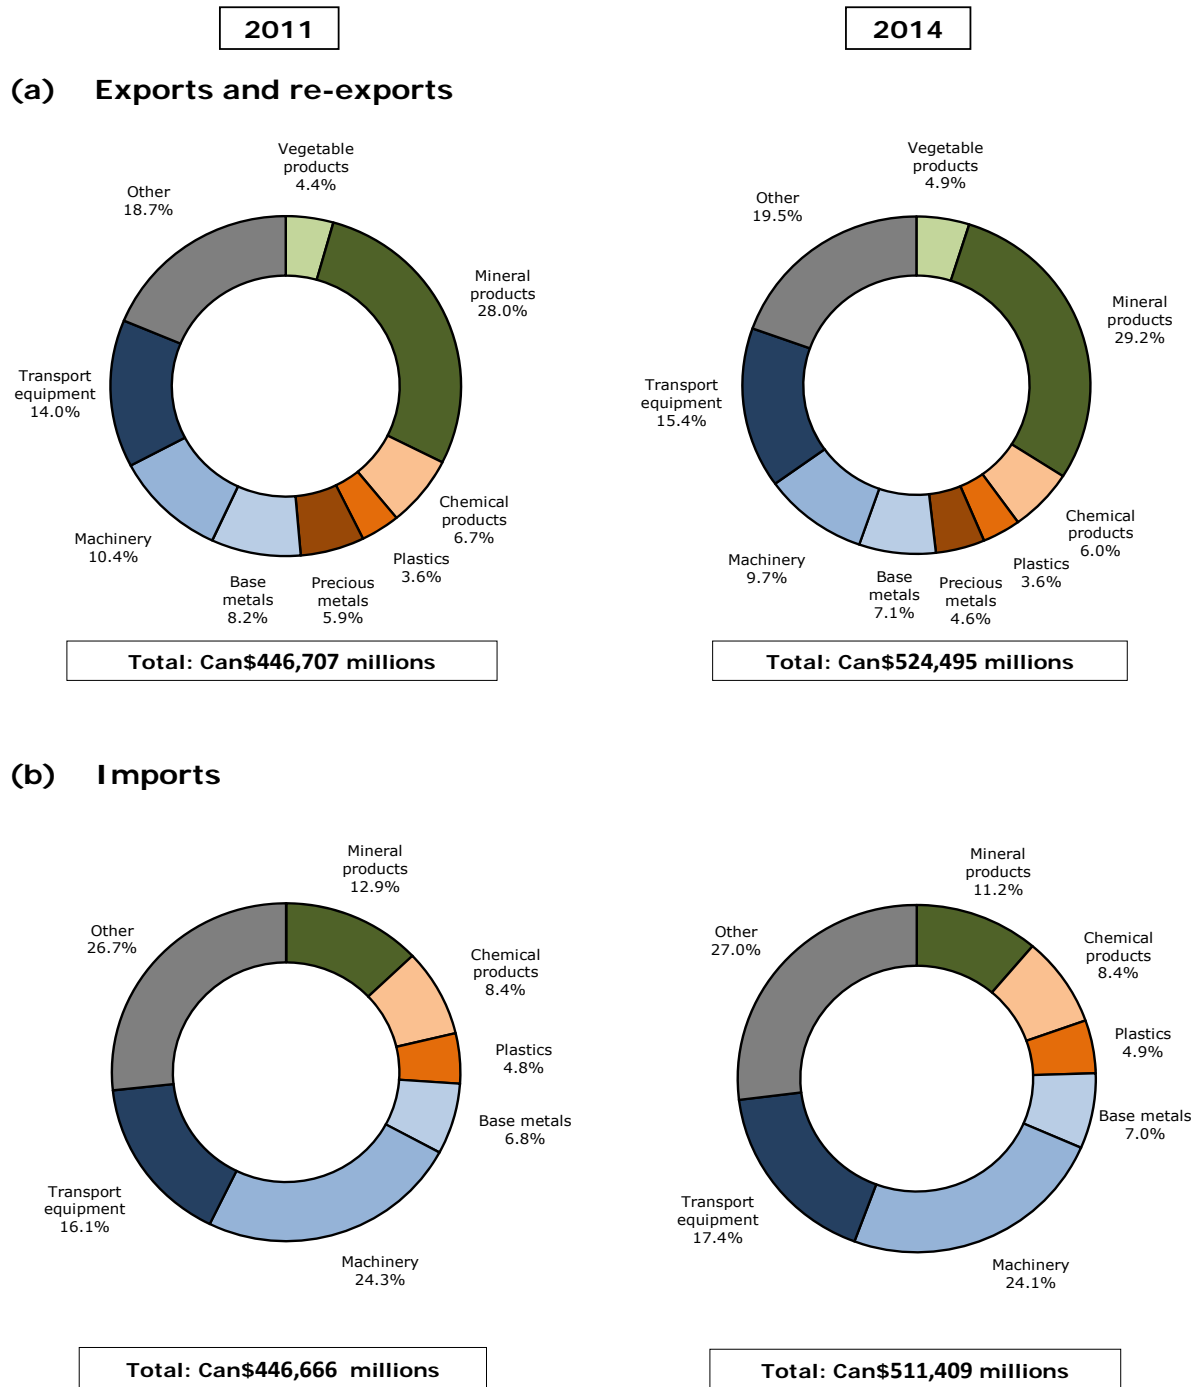 2011
2014
(a) Exports and re-exports
Vegetable
products
4.4%
Mineral
products
28.0%
Chemical
products
6.7%
Plastics
3.6%
Precious
metals
5.9%
Base
metals
8.2%
Machinery
10.4%
Transport
equipment
14.0%
Other
18.7%
Total: Can$446,707 millions
Vegetable
products
4.9%
Mineral
products
29.2%
Chemical
products
6.0%
Plastics
3.6%
Precious
metals
4.6%
Base
metals
7.1%
Machinery
9.7%
Transport
equipment
15.4%
Other
19.5%
Total: Can$524,495 millions
(b) Imports
Mineral
products
12.9%
Chemical
products
8.4%
Plastics
4.8%
Base metals
6.8%
Machinery
24.3%
Transport
equipment
16.1%
Other
26.7%
Total: Can$446,666 millions
Mineral
products
11.2%
Chemical
products
8.4%
Plastics
4.9%
Base metals
7.0%
Machinery
24.1%
Transport
equipment
17.4%
Other
27.0%
Total: Can$511,409 millions